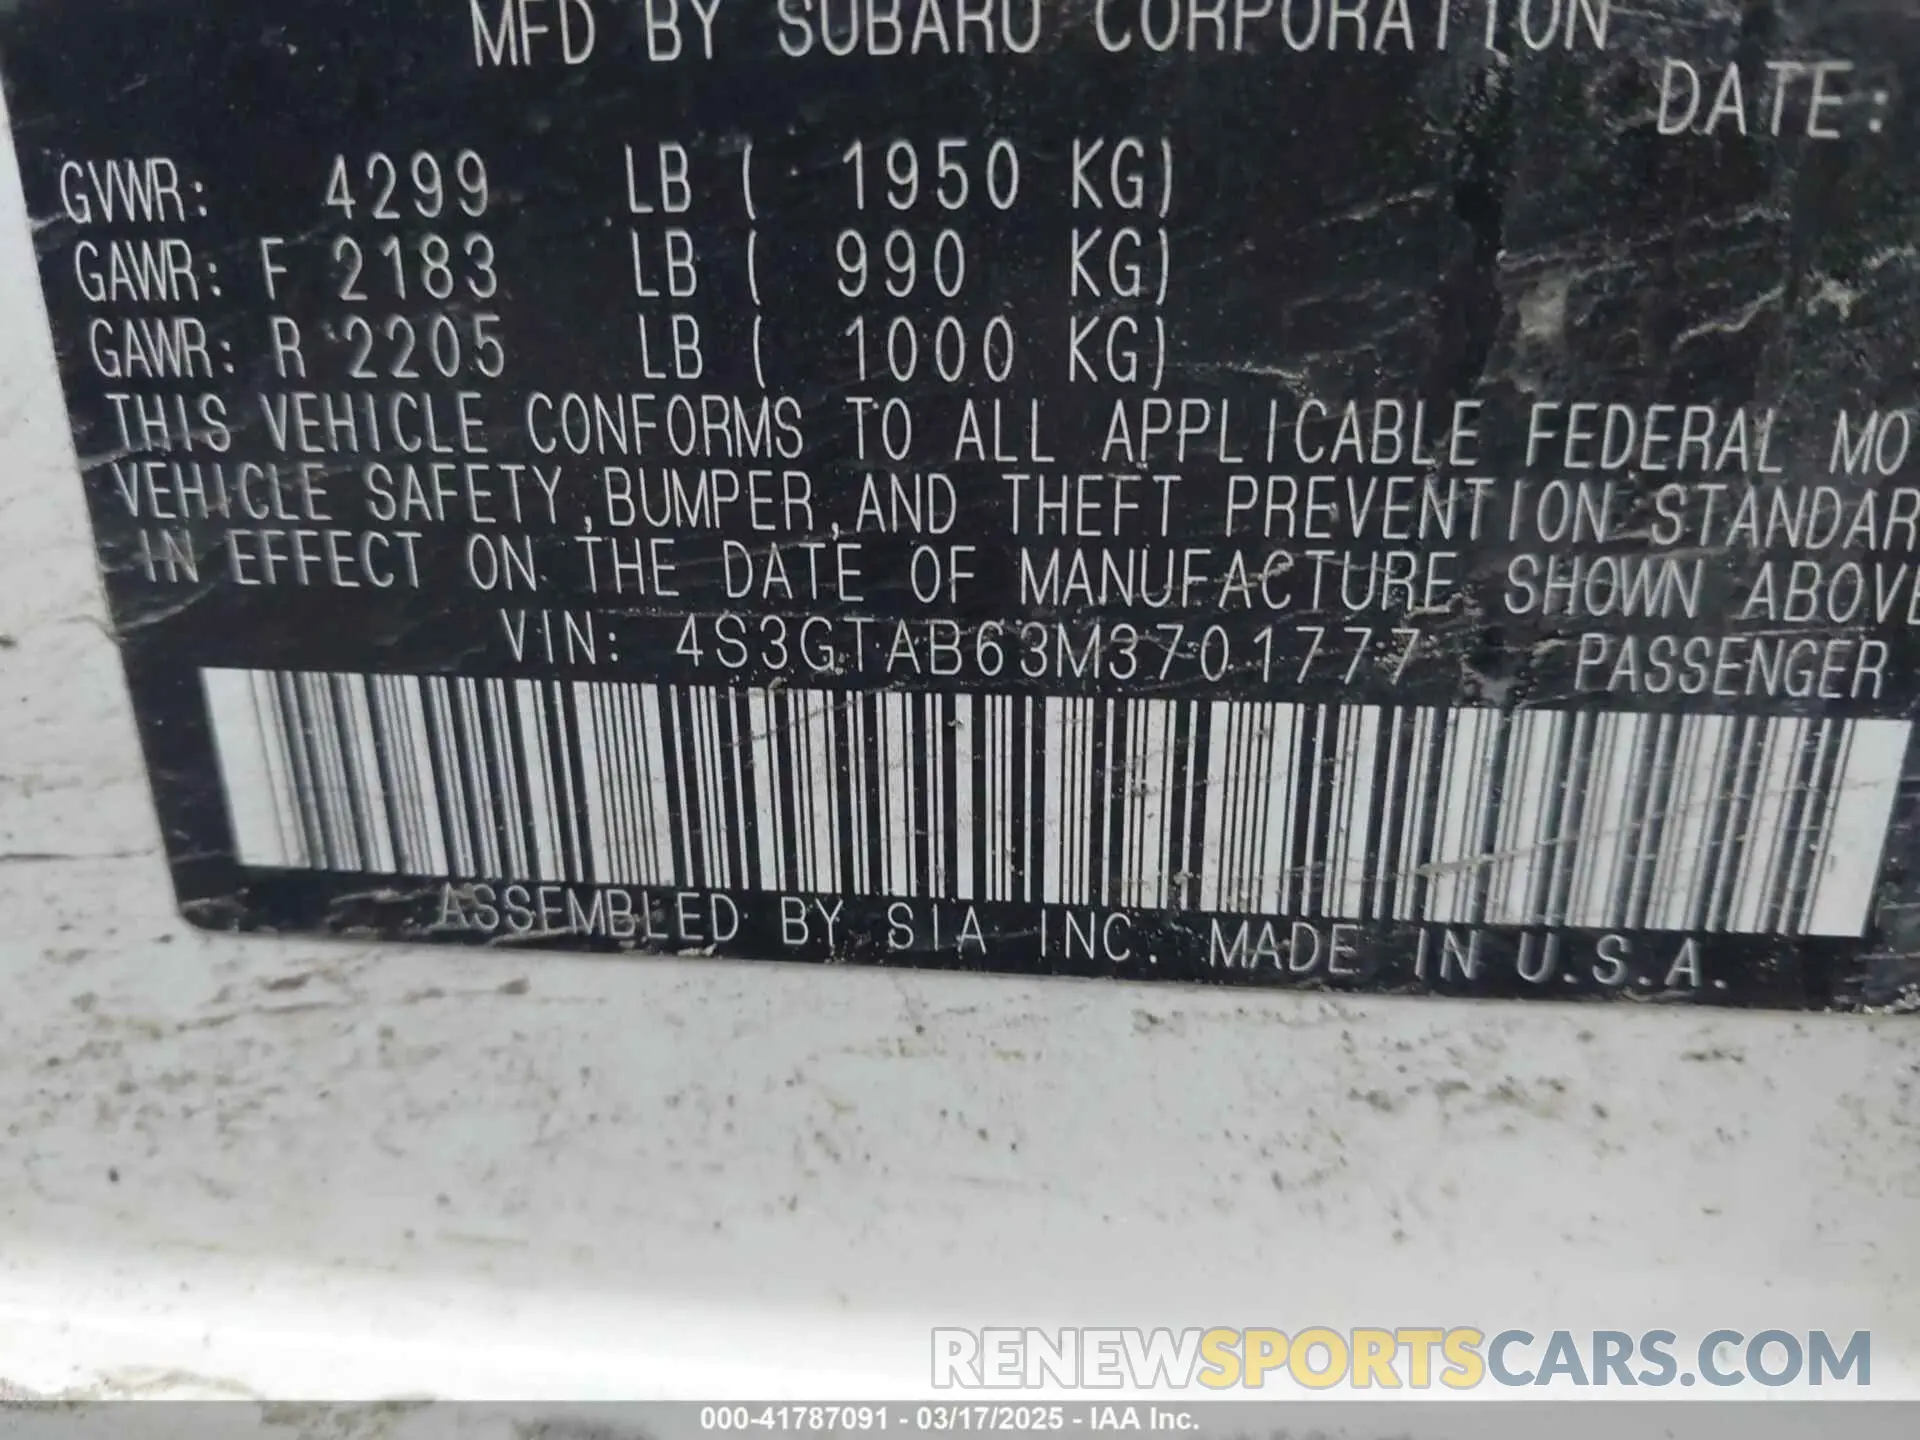 MFD BY SUBARU CORPORATION
DATE:
GVWR: 4299 LB ( 1950 KG)
GAWR: F 2183 LB ( 990 KG)
GAWR: R 2205 LB ( 1000 KG)
THIS VEHICLE CONFORMS TO ALL APPLICABLE FEDERAL MO
VEHICLE SAFETY,BUMPER,AND THEFT PREVENTION STANDAR
IN EFFECT ON THE DATE OF MANUFACTURE SHOWN ABOVE
VIN: 4S3GTAB63M3701777 PASSENGER
ASSEMBLED BY SIA INC. MADE IN U.S.A.
RENEWSPORTSCARS.COM
000-41787091 - 03/17/2025 - IAA Inc.